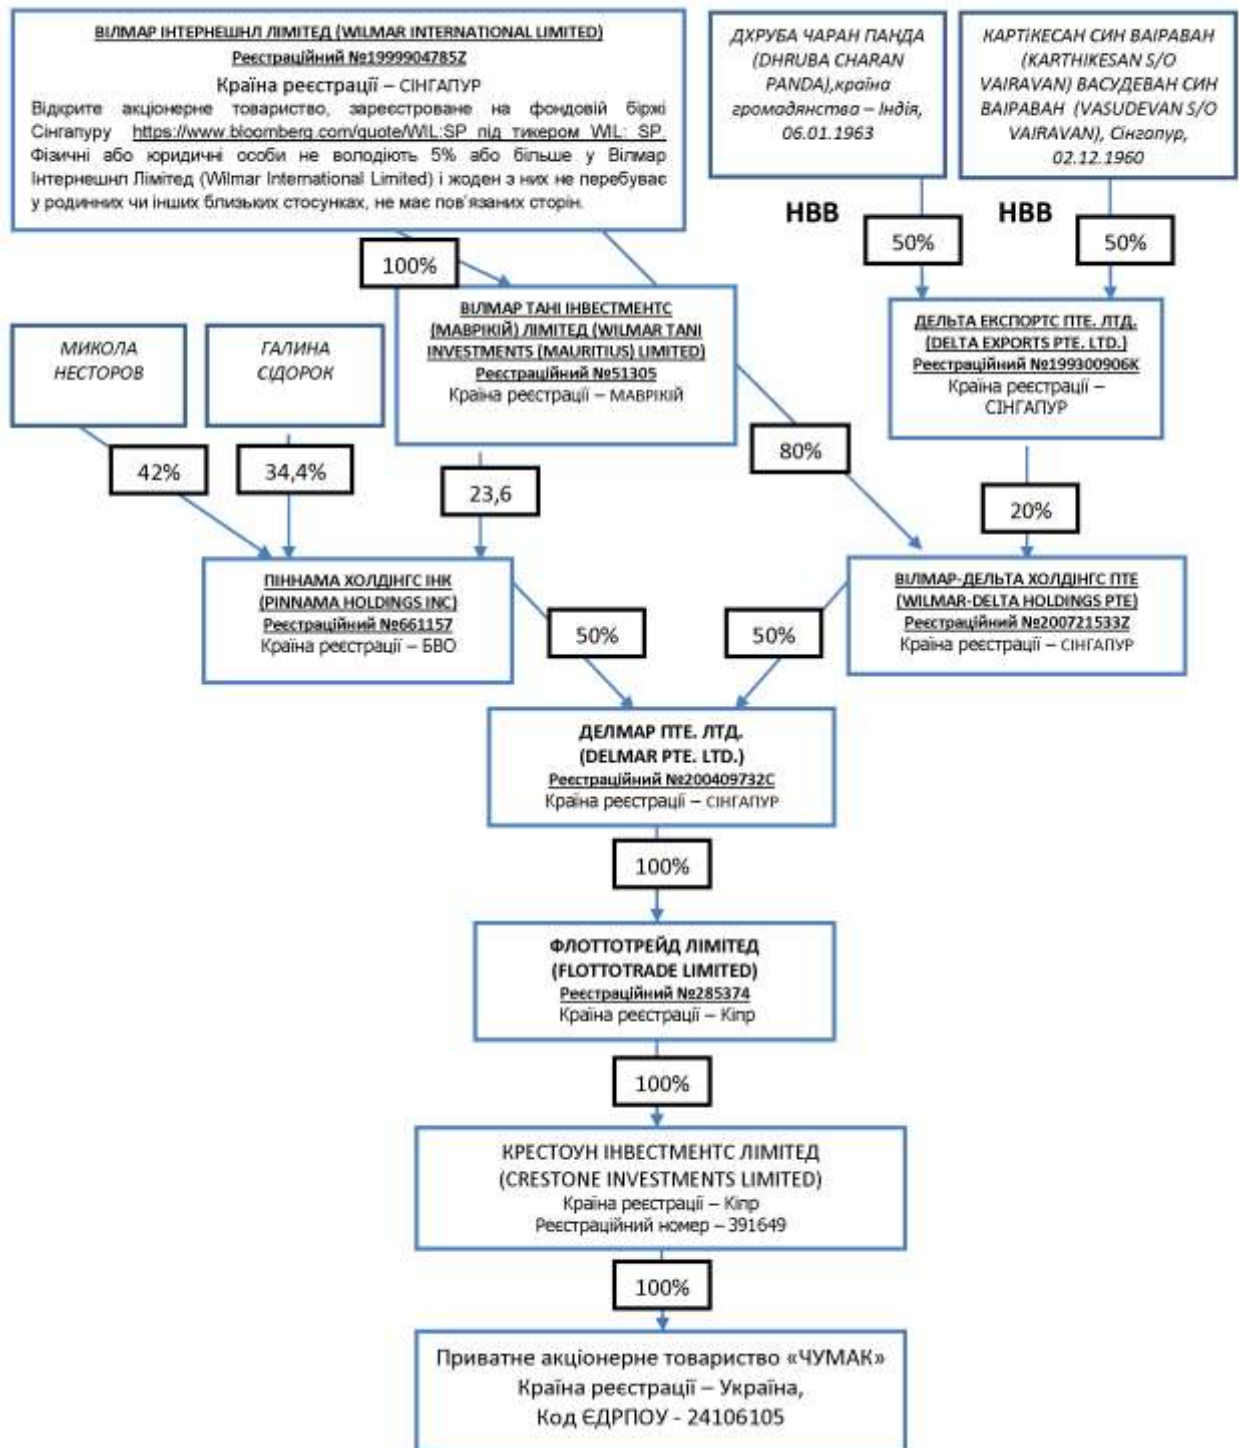 ВІЛМАР ІНТЕРНЕШНЛ ЛІМІТЕД (WILMAR INTERNATIONAL LIMITED)
Реєстраційний №199904785Z
Країна реєстрації – СІНГАПУР
Відкрите акціонерне товариство, зареєстроване на фондовій біржі
Сінгапуру https://www.bloomberg.com/quote/WIL:SP під тикером WIL: SP.
Фізичні або юридичні особи не володіють 5% або більше у Вілмар
Інтернешнл Лімітед (Wilmar International Limited) і жоден з них не перебуває
у родинних чи інших близьких стосунках, не має пов'язаних сторін.
ДХРУБА ЧАРАН ПАНДА
(DHRUBA CHARAN
PANDA),країна
громадянства – Індія,
06.01.1963
КАРТІКЕСАН СИН ВАІРАВАН
(KARTHIKESAN S/O
VAIRAVAN) ВАСУДЕВАН СИН
ВАІРАВАН (VASUDEVAN S/O
VAIRAVAN), Сінгапур,
02.12.1960
НВВ
НВВ
100%
50%
50%
МИКОЛА
НЕСТОРОВ
ГАЛИНА
СІДОРОК
ВІЛМАР ТАНІ ІНВЕСТМЕНТС
(МАВРІКІЙ) ЛІМІТЕД (WILMAR TANI
INVESTMENTS (MAURITIUS) LIMITED)
Реєстраційний №51305
Країна реєстрації – МАВРІКІЙ
ДЕЛЬТА ЕКСПОРТС ПТЕ. ЛТД.
(DELTA EXPORTS PTE. LTD.)
Реєстраційний №199300906K
Країна реєстрації –
СІНГАПУР
42%
34,4%
23,6
80%
20%
ПІННАМА ХОЛДІНГС ІНК
(PINNAMA HOLDINGS INC)
Реєстраційний №661157
Країна реєстрації – БВО
50%
50%
ВІЛМАР-ДЕЛЬТА ХОЛДІНГС ПТЕ
(WILMAR-DELTA HOLDINGS PTE)
Реєстраційний №200721533Z
Країна реєстрації – СІНГАПУР
ДЕЛМАР ПТЕ. ЛТД.
(DELMAR PTE. LTD.)
Реєстраційний №200409732C
Країна реєстрації – СІНГАПУР
100%
ФЛОТТОТРЕЙД ЛІМІТЕД
(FLOTTOTRADE LIMITED)
Реєстраційний №285374
Країна реєстрації – Кіпр
100%
КРЕСТОУН ІНВЕСТМЕНТС ЛІМІТЕД
(CRESTONE INVESTMENTS LIMITED)
Країна реєстрації – Кіпр
Реєстраційний номер – 391649
100%
Приватне акціонерне товариство «ЧУМАК»
Країна реєстрації – Україна,
Код ЄДРПОУ - 24106105